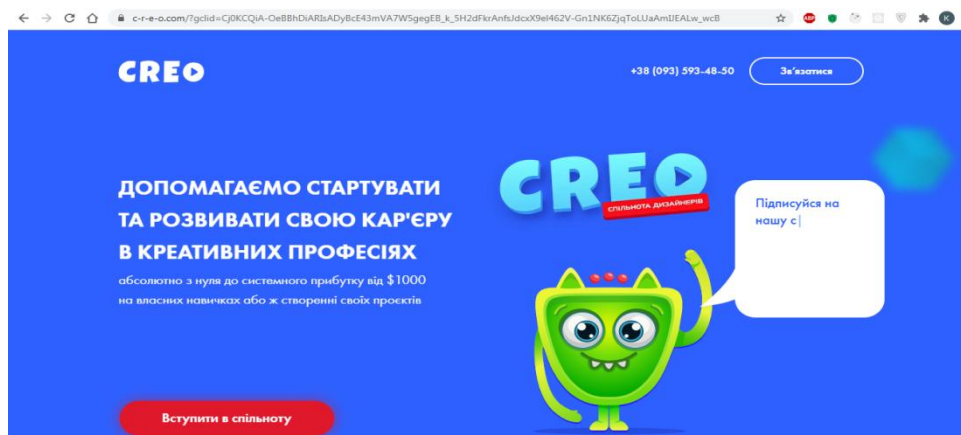 c-r-e-o.com/?gclid=Cj0KCQiA-OeBBhDiARIsADyBcE43mVA7W5gegEB_k_5H2dFkrAnfsJdcxX9el462V-Gn1NK6ZjqToLUaAmIJEALw_wcB
ABP
K
CREO
+38 (093) 593-48-50
Зв'язатися
ДОПОМАГАЄМО СТАРТУВАТИ
ТА РОЗВИВАТИ СВОЮ КАР'ЄРУ
В КРЕАТИВНИХ ПРОФЕСІЯХ
абсолютно з нуля до системного прибутку від $1000
на власних навичках або ж створенні своїх проєктів
Вступити в спільноту
CREO
СПІЛЬНОТА ДИЗАЙНЕРІВ
Підписуйся на
нашу с|